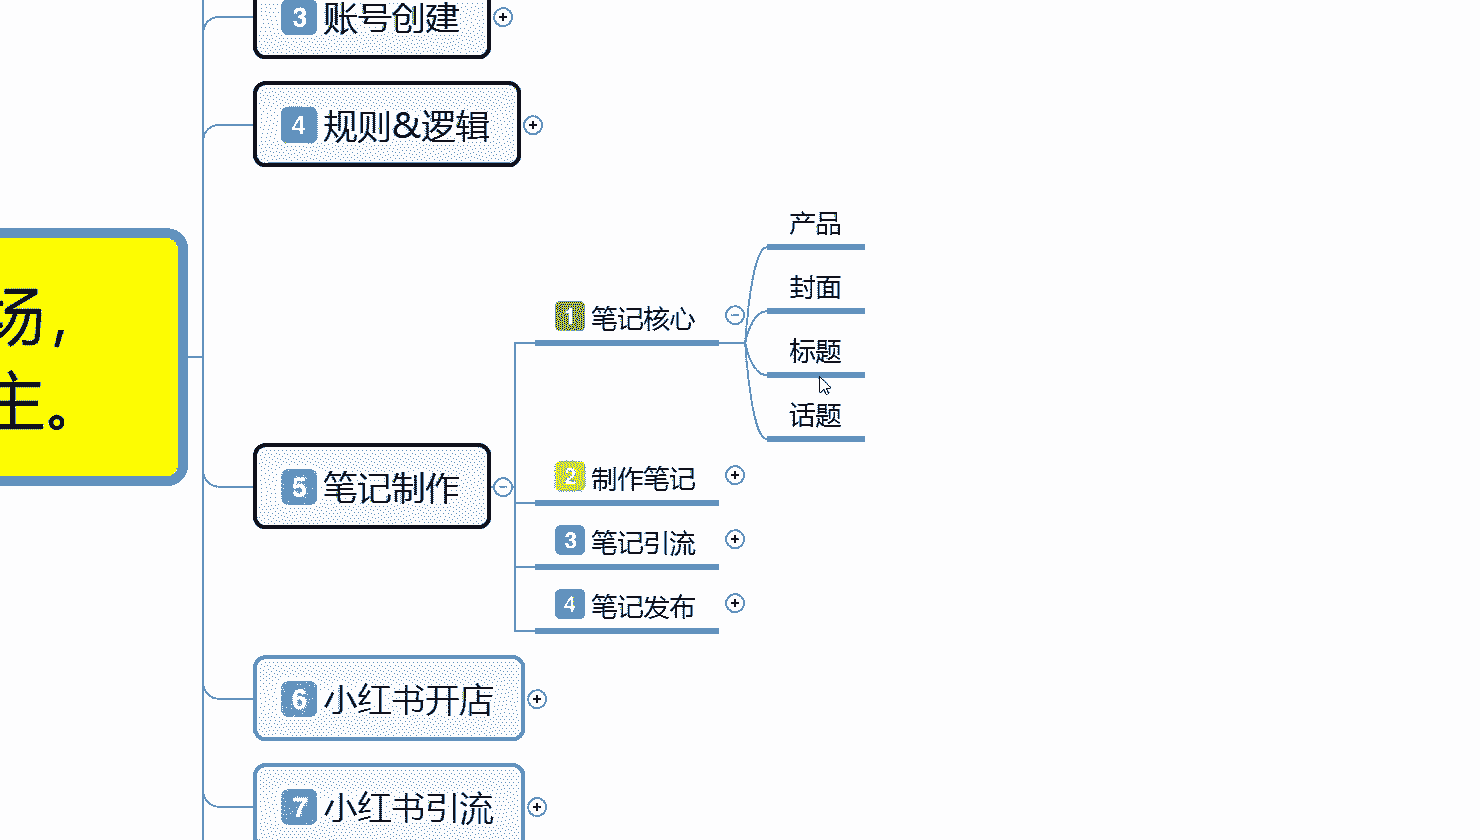 3 账号创建
4 规则&逻辑
场，
主。
5 笔记制作
1 笔记核心
产品
封面
标题
话题
2 制作笔记
3 笔记引流
4 笔记发布
6 小红书开店
7 小红书引流